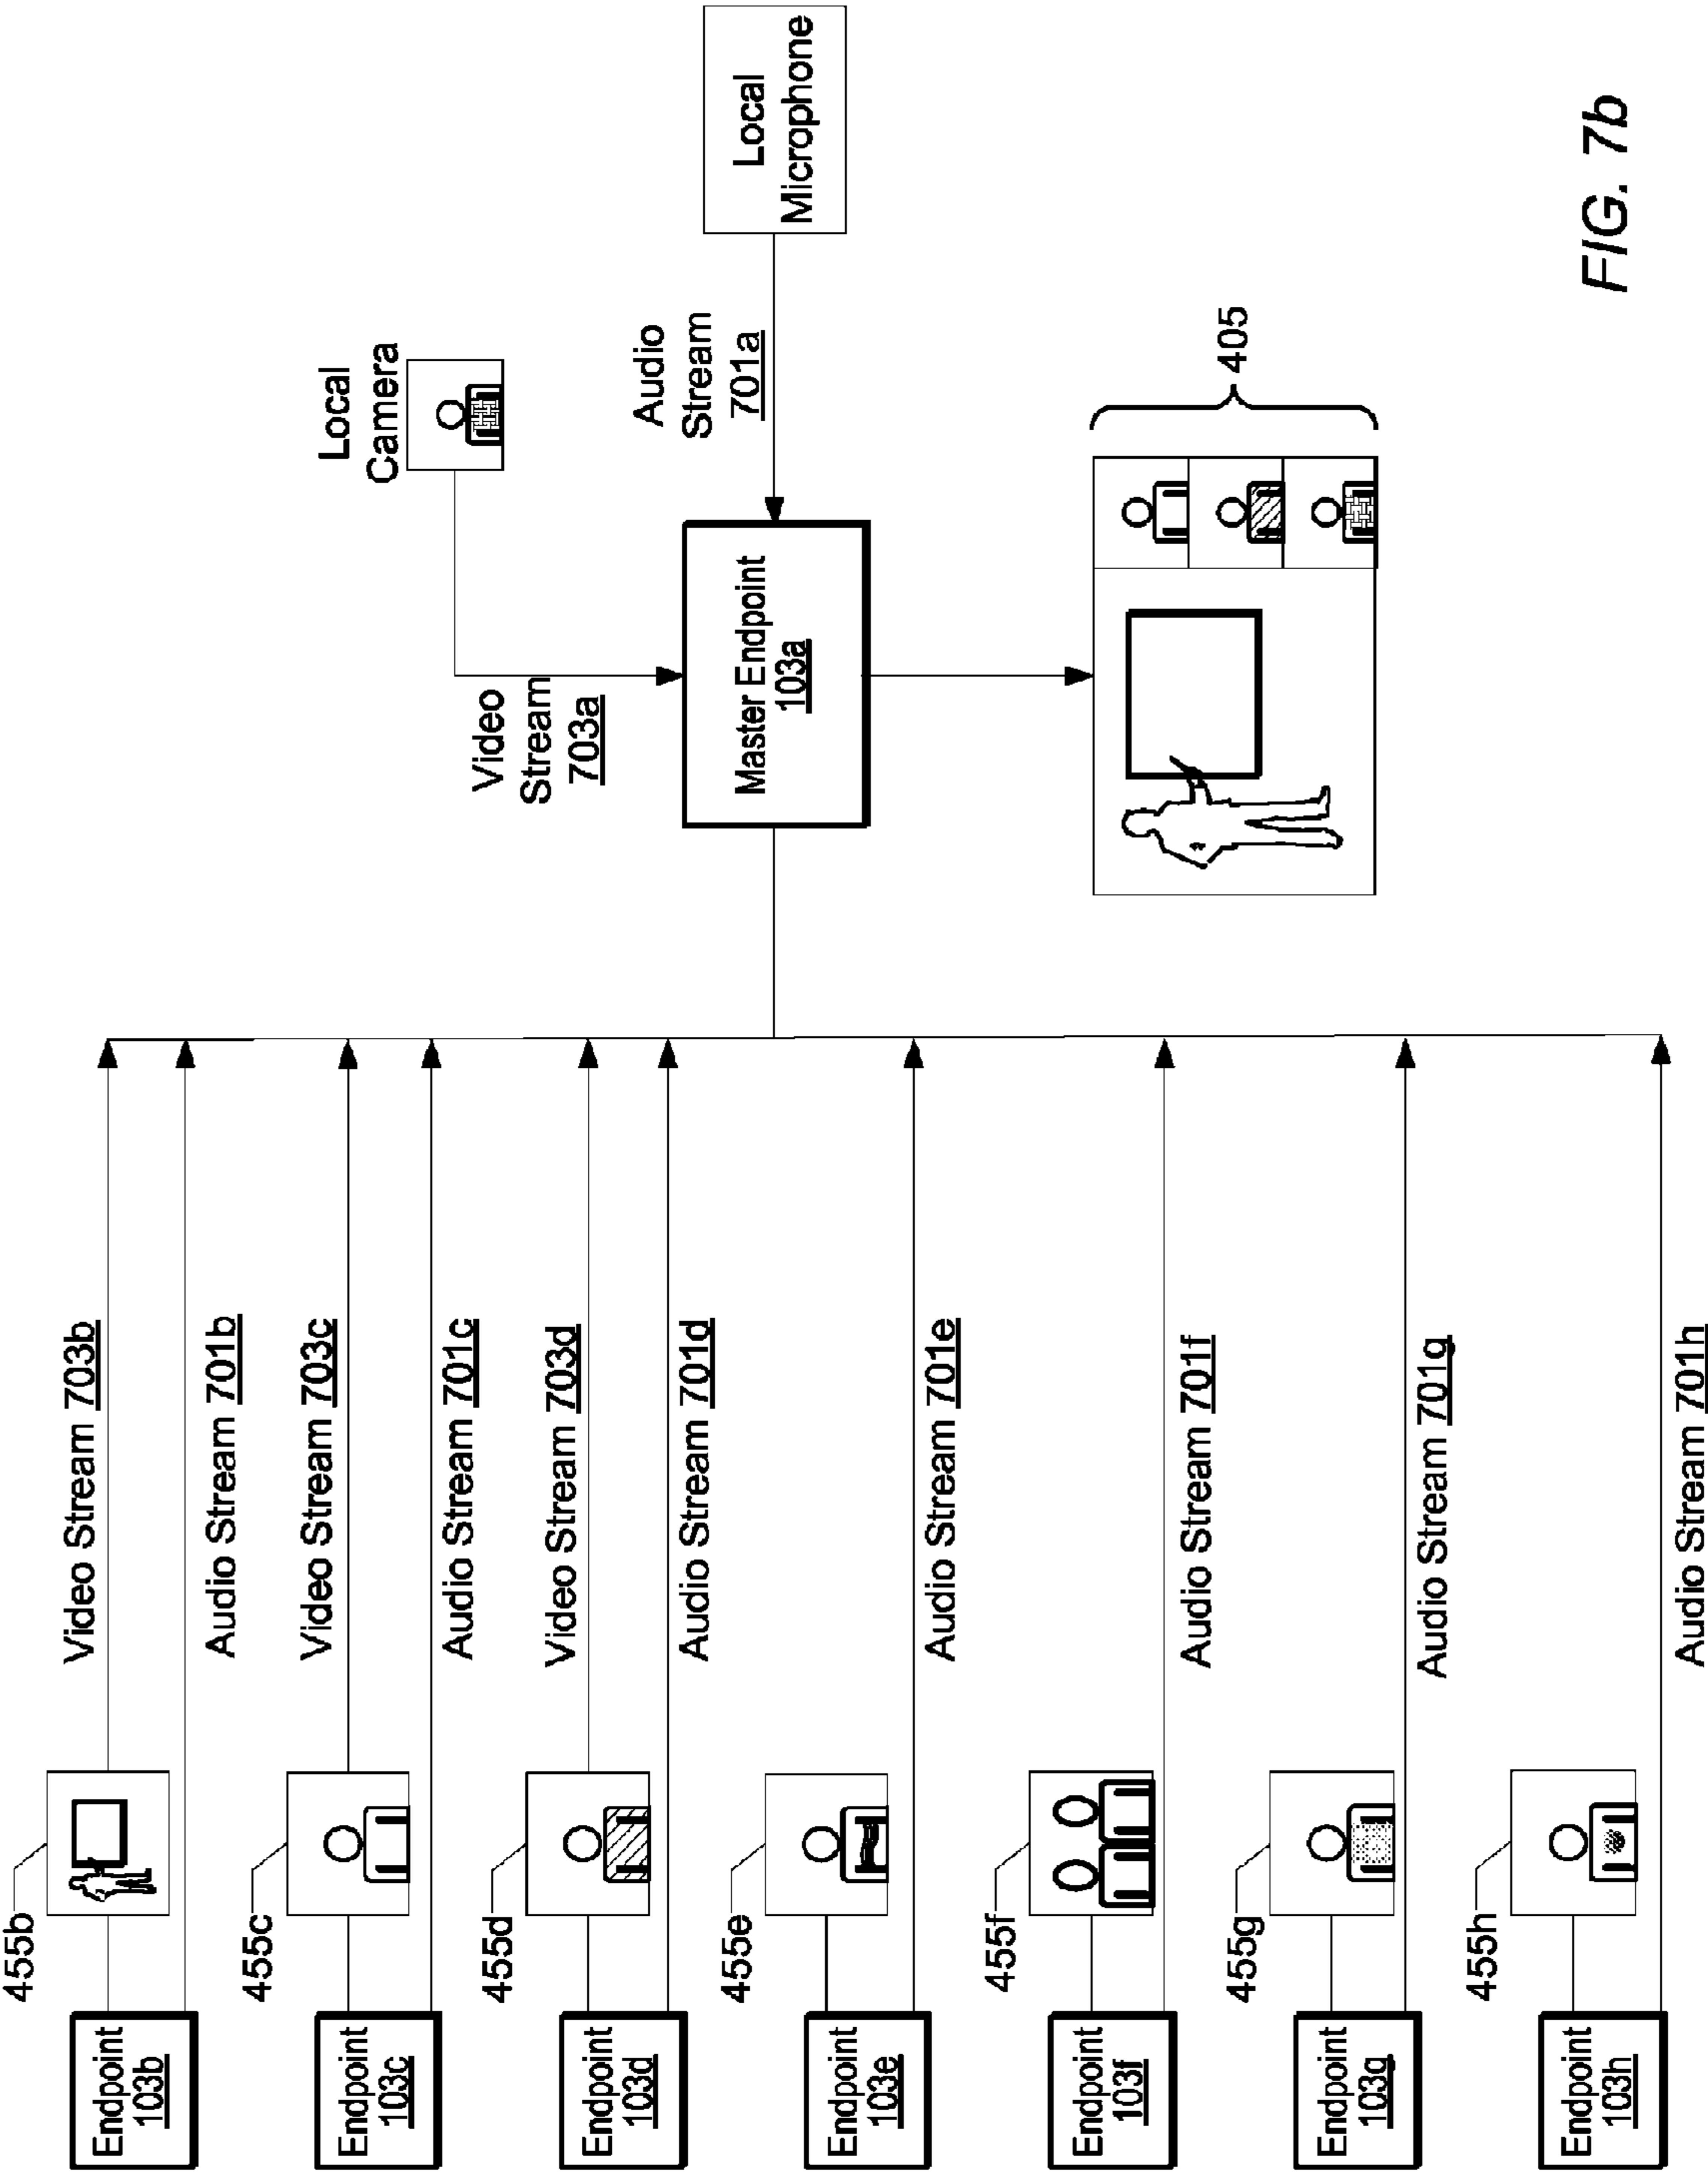 455b
Endpoint
103b
Video Stream 703b
Audio Stream 701b
455c
Endpoint
103c
Video Stream 703c
Audio Stream 701c
455d
Endpoint
103d
Video Stream 703d
Audio Stream 701d
455e
Endpoint
103e
Audio Stream 701e
455f
Endpoint
103f
Audio Stream 701f
455g
Endpoint
103g
Audio Stream 701g
455h
Endpoint
103h
Audio Stream 701h
Local
Camera
Video
Stream
703a
Audio
Stream
701a
Local
Microphone
Master Endpoint
103a
405
FIG. 7b